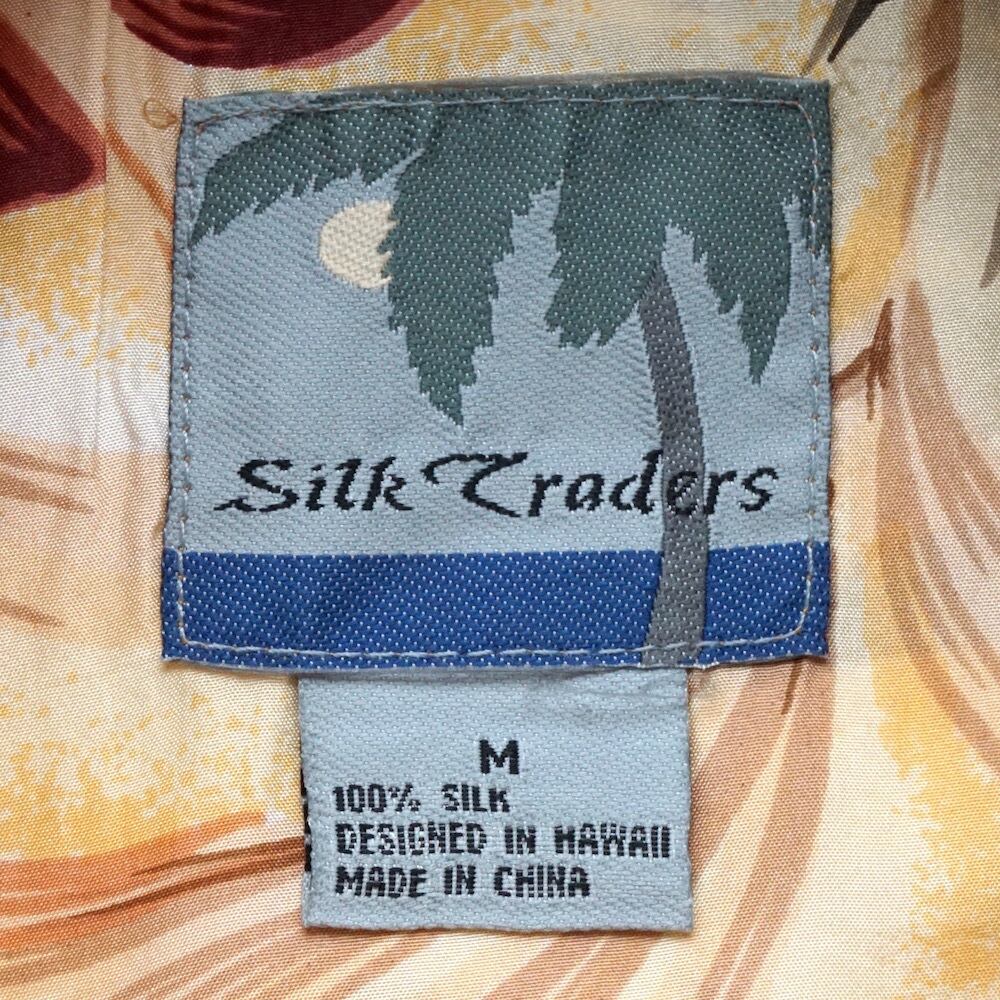 Silk Traders
M
100% SILK
DESIGNED IN HAWAII
MADE IN CHINA